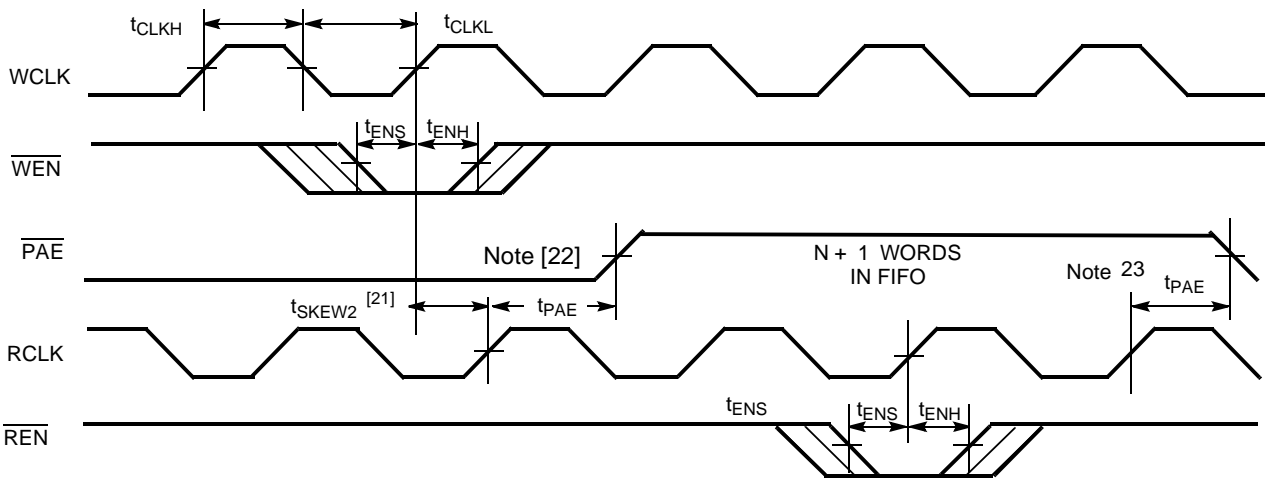 tCLKH
tCLKL
WCLK
tENS
tENH
WEN
PAE
Note [22]
N + 1 WORDS
IN FIFO
Note 23
tPAE
tSKEW2 [21]
tPAE
RCLK
tENS
tENS
tENH
REN